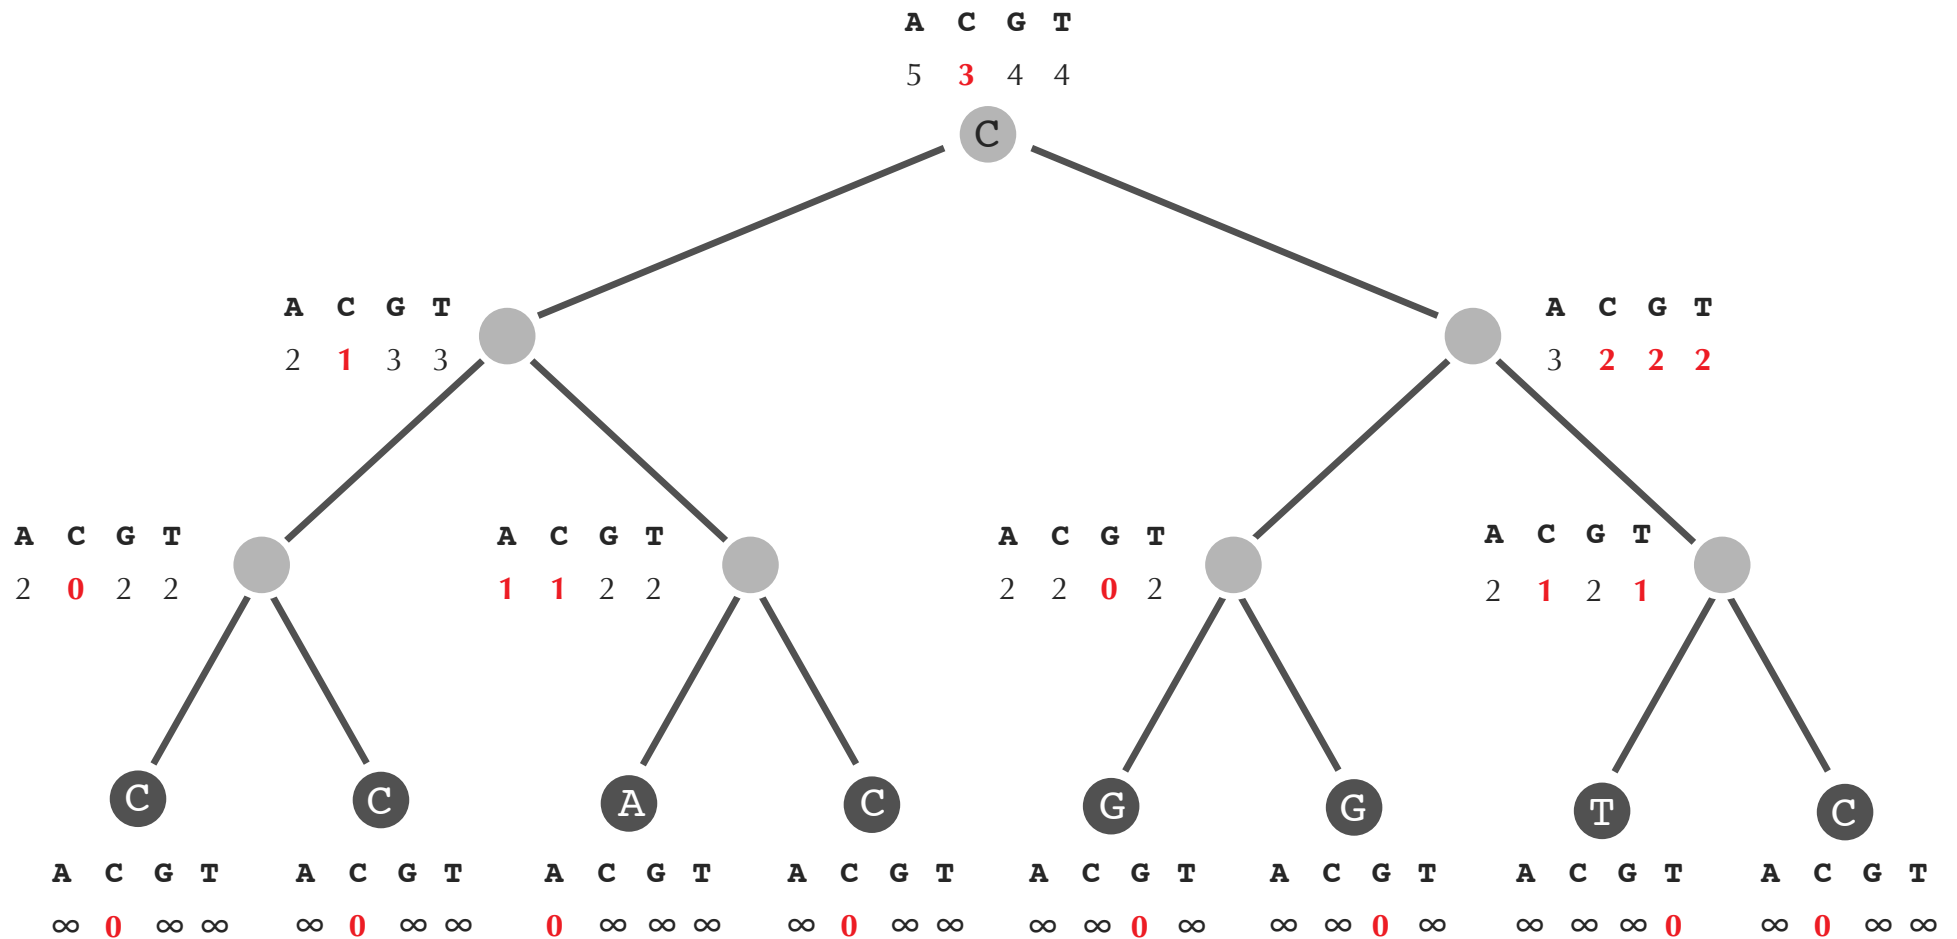 A C G T
5 3 4 4
C
A C G T
2 1 3 3
A C G T
3 2 2 2
A C G T
2 0 2 2
A C G T
1 1 2 2
A C G T
2 2 0 2
A C G T
2 1 2 1
C C A C G G T C
A C G T A C G T A C G T A C G T A C G T A C G T A C G T A C G T
∞ 0 ∞ ∞ ∞ 0 ∞ ∞ 0 ∞ ∞ ∞ ∞ 0 ∞ ∞ ∞ ∞ 0 ∞ ∞ ∞ 0 ∞ ∞ ∞ ∞ 0 ∞ 0 ∞ ∞